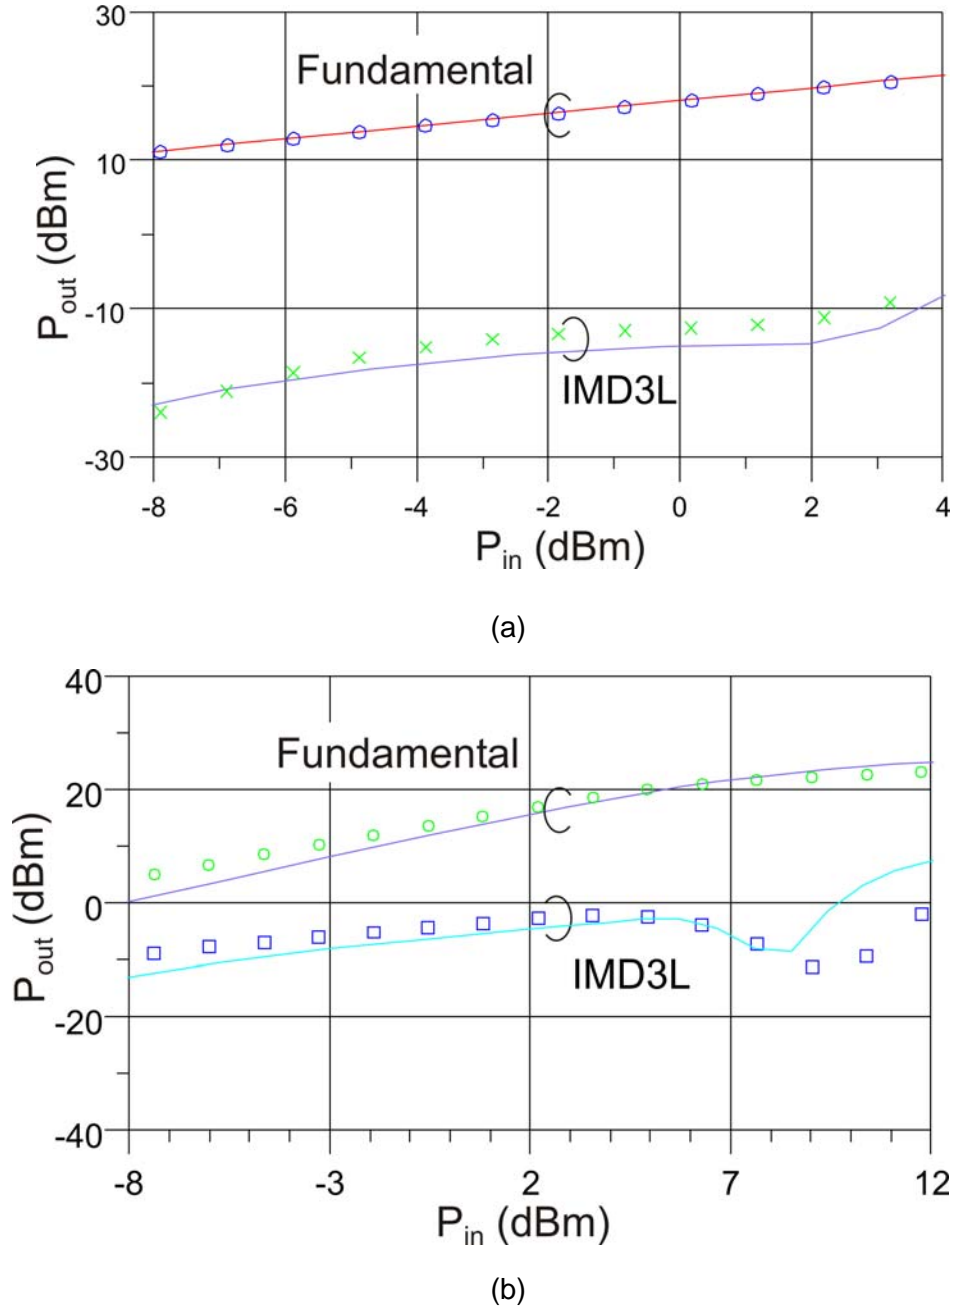 30
Fundamental
10
P_out (dBm)
-10
IMD3L
-30
-8 -6 -4 -2 0 2 4
P_in (dBm)
(a)
40
Fundamental
20
0
P_out (dBm)
IMD3L
-20
-40
-8 -3 2 7 12
P_in (dBm)
(b)